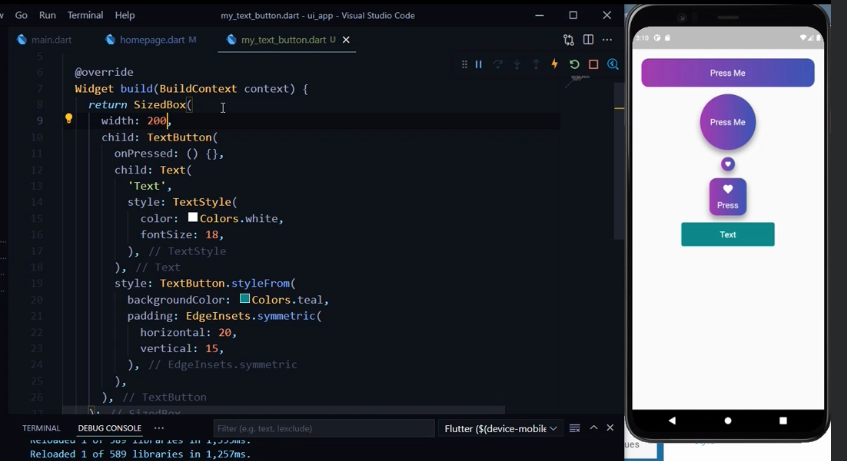 Go Run Terminal Help my_text_button.dart - ui_app - Visual Studio Code
main.dart homepage.dart M my_text_button.dart U
5
6 @override
7 Widget build(BuildContext context) {
8 return SizedBox(
9 width: 200,
10 child: TextButton(
11 onPressed: () {},
12 child: Text(
13 'Text',
14 style: TextStyle(
15 color: Colors.white,
16 fontSize: 18,
17 ), // TextStyle
18 ), // Text
19 style: TextButton.styleFrom(
20 backgroundColor: Colors.teal,
21 padding: EdgeInsets.symmetric(
22 horizontal: 20,
23 vertical: 15,
24 ), // EdgeInsets.symmetric
25 ),
26 ), // TextButton
27 ); // SizedBox
TERMINAL DEBUG CONSOLE ··· Filter (e.g. text, !exclude) Flutter ($(device-mobile
Reloaded 1 of 589 libraries in 1,335ms.
Reloaded 1 of 589 libraries in 1,257ms.
3:19
Press Me
Press Me
Press
Text
ues